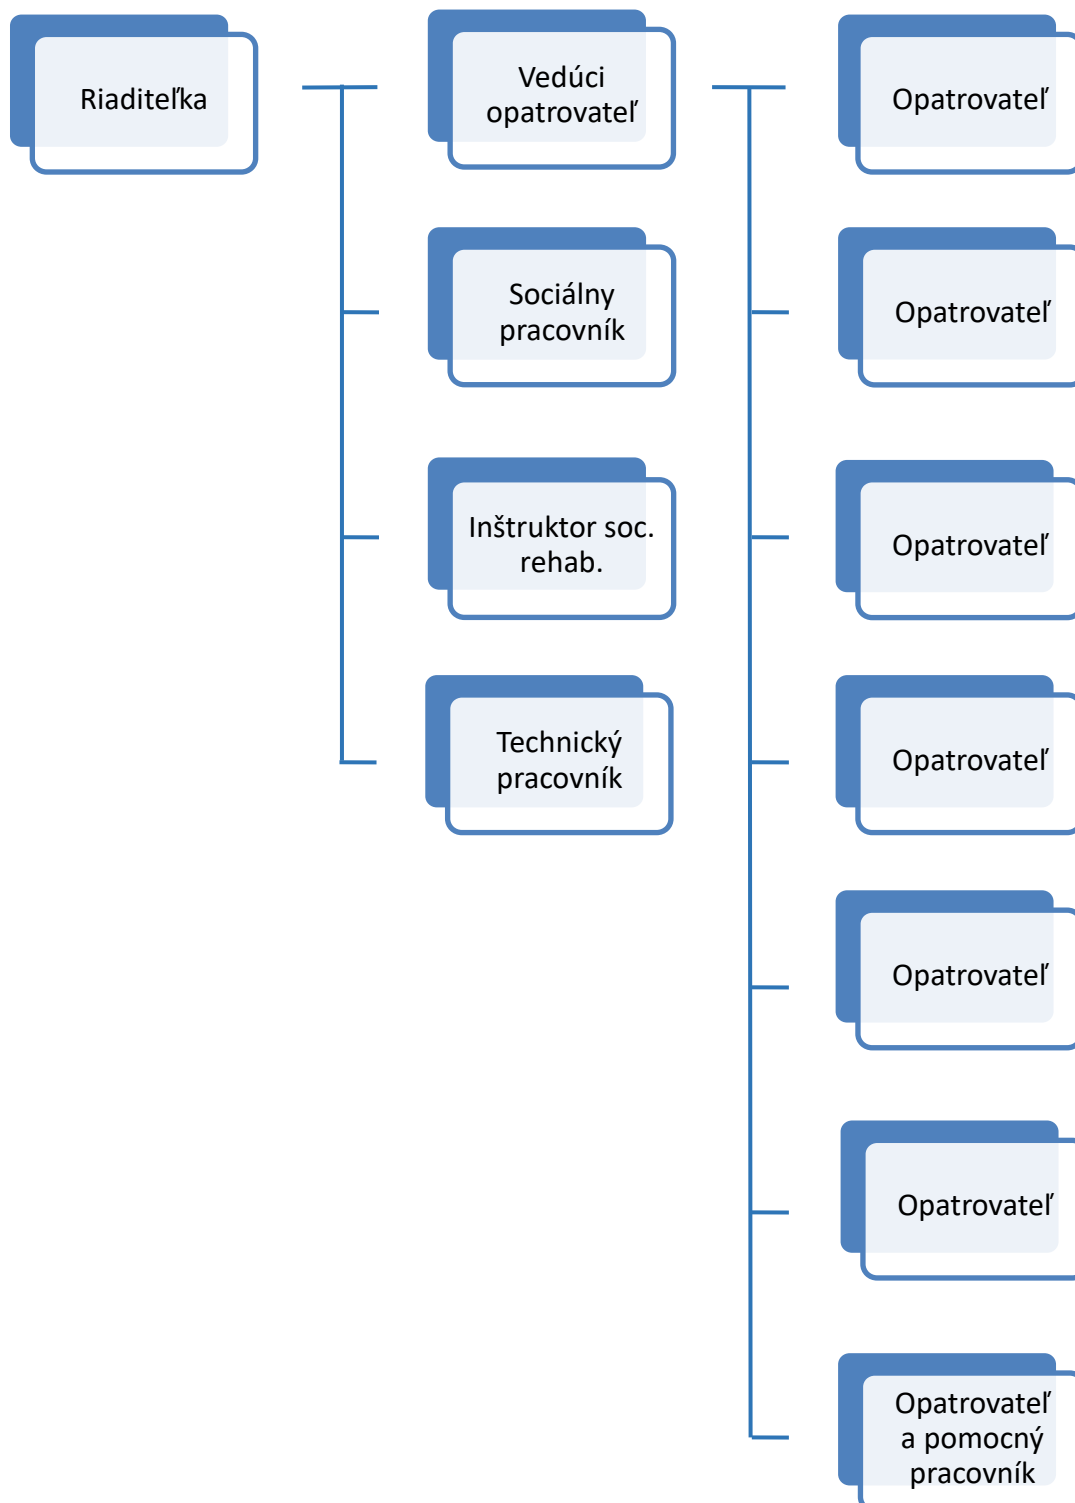 Riaditeľka
Vedúci
opatrovateľ
Opatrovateľ
Sociálny
pracovník
Opatrovateľ
Inštruktor soc.
rehab.
Opatrovateľ
Technický
pracovník
Opatrovateľ
Opatrovateľ
Opatrovateľ
Opatrovateľ
a pomocný
pracovník